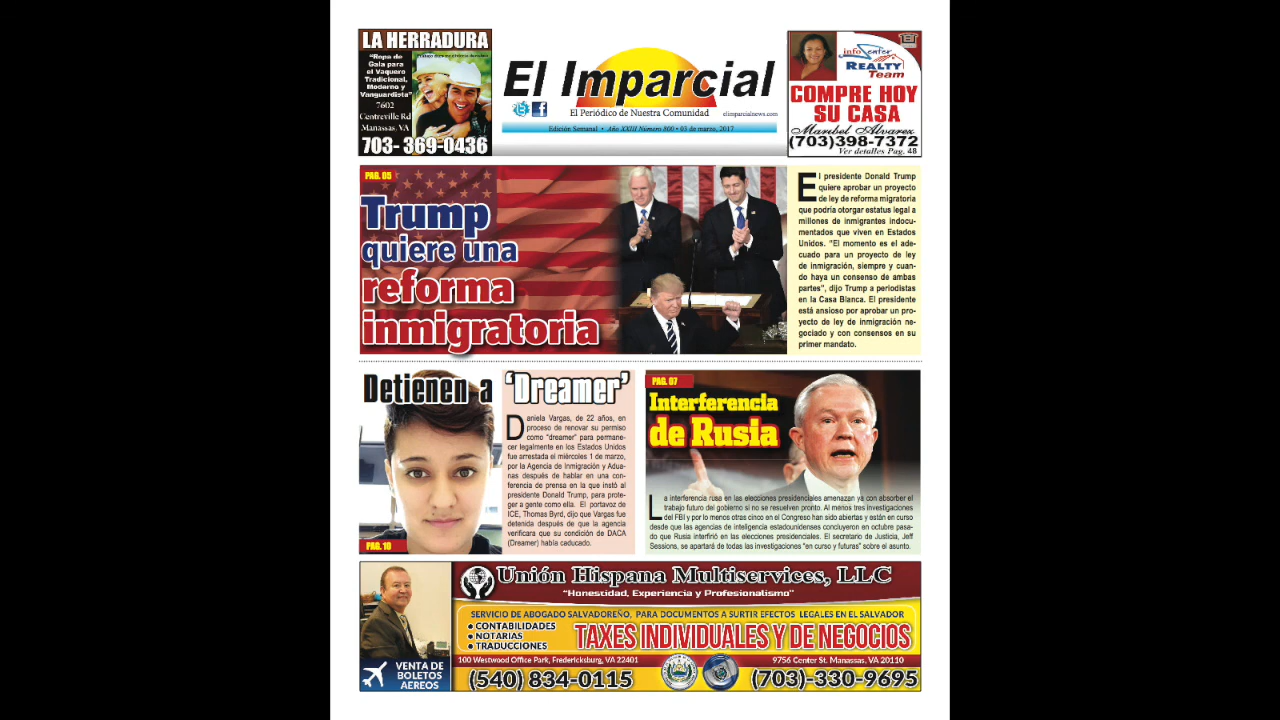 LA HERRADURA
"Ropa de
Gala para
el Vaquero
Tradicional,
Moderno y
Vanguardista"
7602
Centreville Rd
Manassas. VA
703- 369-0436
El Imparcial
El Periódico de Nuestra Comunidad
elimparcialnews.com
Edición Semanal • Año XXIII Número 800 • 03 de marzo, 2017
info Center
REALTY
Team
COMPRE HOY
SU CASA
Maribel Alvarez
(703)398-7372
Ver detalles Pag. 48
PAG. 05
Trump
quiere una
reforma
inmigratoria
El presidente Donald Trump
quiere aprobar un proyecto
de ley de reforma migratoria
que podría otorgar estatus legal a
millones de inmigrantes indocu-
mentados que viven en Estados
Unidos. "El momento es el ade-
cuado para un proyecto de ley
de inmigración, siempre y cuan-
do haya un consenso de ambas
partes", dijo Trump a periodistas
en la Casa Blanca. El presidente
está ansioso por aprobar un pro-
yecto de ley de inmigración ne-
gociado y con consensos en su
primer mandato.
Detienen a 'Dreamer'
Daniela Vargas, de 22 años, en
proceso de renovar su permiso
como "dreamer" para permane-
cer legalmente en los Estados Unidos
fue arrestada el miércoles 1 de marzo,
por la Agencia de Inmigración y Adua-
nas después de hablar en una con-
ferencia de prensa en la que instó al
presidente Donald Trump, para prote-
ger a gente como ella. El portavoz de
ICE, Thomas Byrd, dijo que Vargas fue
detenida después de que la agencia
verificara que su condición de DACA
(Dreamer) había caducado.
PAG. 10
PAG. 07
Interferencia
de Rusia
La interferencia rusa en las elecciones presidenciales amenazan ya con absorber el
trabajo futuro del gobierno si no se resuelven pronto. Al menos tres investigaciones
del FBI y por lo menos otras cinco en el Congreso han sido abiertas y están en curso
desde que las agencias de inteligencia estadounidenses concluyeron en octubre pasa-
do que Rusia interfirió en las elecciones presidenciales. El secretario de Justicia, Jeff
Sessions, se apartará de todas las investigaciones "en curso y futuras" sobre el asunto.
Unión Hispana Multiservices, LLC
"Honestidad, Experiencia y Profesionalismo"
SERVICIO DE ABOGADO SALVADOREÑO, PARA DOCUMENTOS A SURTIR EFECTOS LEGALES EN EL SALVADOR
• CONTABILIDADES
• NOTARIAS
• TRADUCCIONES
TAXES INDIVIDUALES Y DE NEGOCIOS
VENTA DE
BOLETOS
AEREOS
100 Westwood Office Park, Fredericksburg, VA 22401
(540) 834-0115
9756 Center St. Manassas, VA 20110
(703)-330-9695